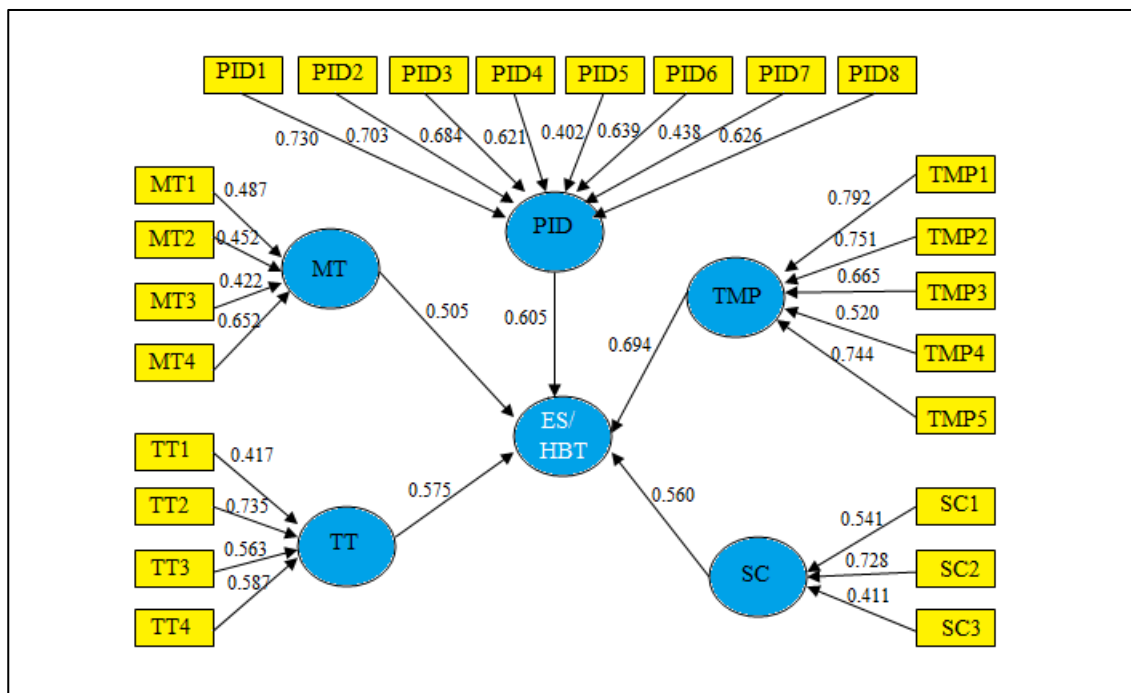 PID1 PID2 PID3 PID4 PID5 PID6 PID7 PID8
0.730 0.703 0.684 0.621 0.402 0.639 0.438 0.626
MT1
MT2
MT3
MT4
0.487
0.452
0.422
0.652
MT
PID
TMP1
TMP2
TMP3
TMP4
TMP5
0.792
0.751
0.665
0.520
0.744
TMP
0.505
0.605
0.694
ES/
HBT
TT1
TT2
TT3
TT4
0.417
0.735
0.563
0.587
TT
0.575
0.560
SC1
SC2
SC3
0.541
0.728
0.411
SC